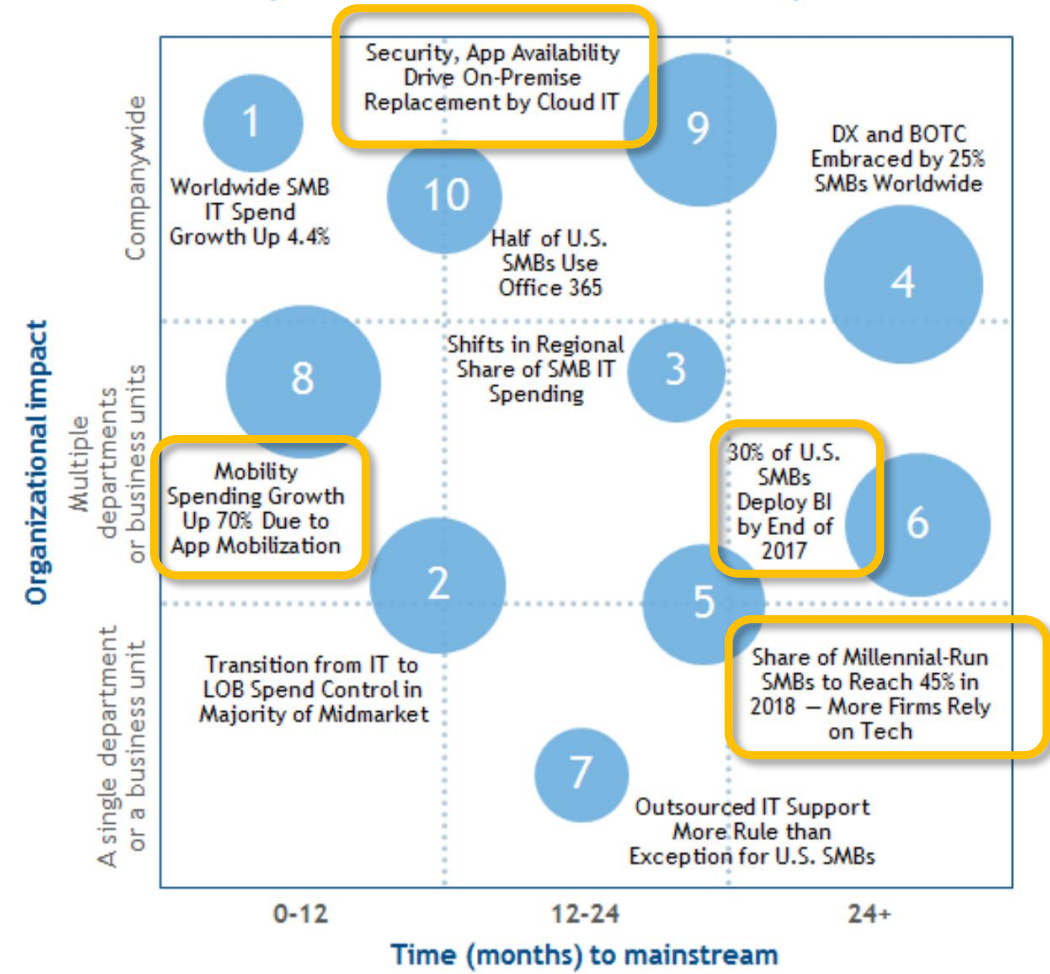 Security, App Availability
Drive On-Premise
Replacement by Cloud IT
1
9
DX and BOTC
Embraced by 25%
SMBs Worldwide
Worldwide SMB
IT Spend
Growth Up 4.4%
10
Half of U.S.
SMBs Use
Office 365
4
Companywide
8
Shifts in Regional
Share of SMB IT
Spending
3
Organizational impact
Multiple
departments
or business units
Mobility
Spending Growth
Up 70% Due to
App Mobilization
30% of U.S.
SMBs
Deploy BI
by End of
2017
6
2
5
Transition from IT to
LOB Spend Control in
Majority of Midmarket
Share of Millennial-Run
SMBs to Reach 45% in
2018 — More Firms Rely
on Tech
A single department
or a business unit
7
Outsourced IT Support
More Rule than
Exception for U.S. SMBs
0-12
12-24
24+
Time (months) to mainstream